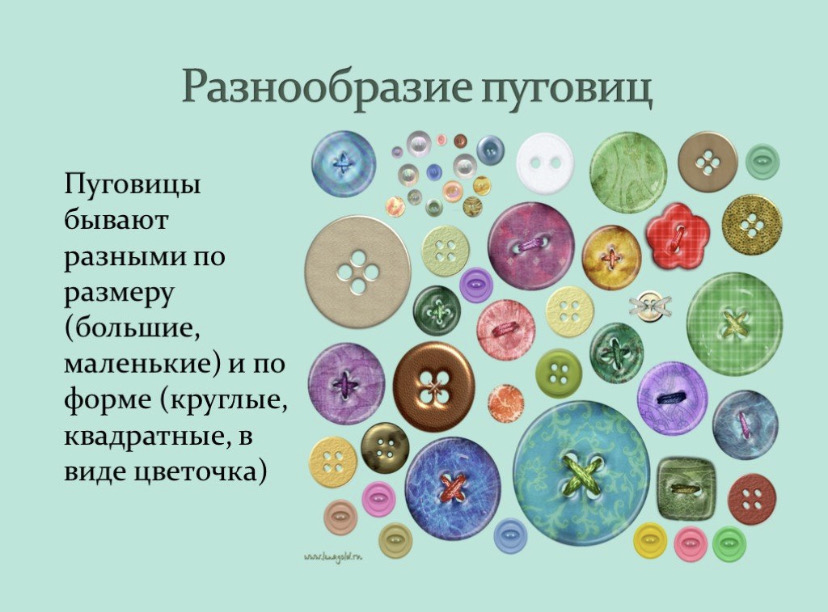 Разнообразие пуговиц
Пуговицы
бывают
разными по
размеру
(большие,
маленькие) и по
форме (круглые,
квадратные, в
виде цветочка)